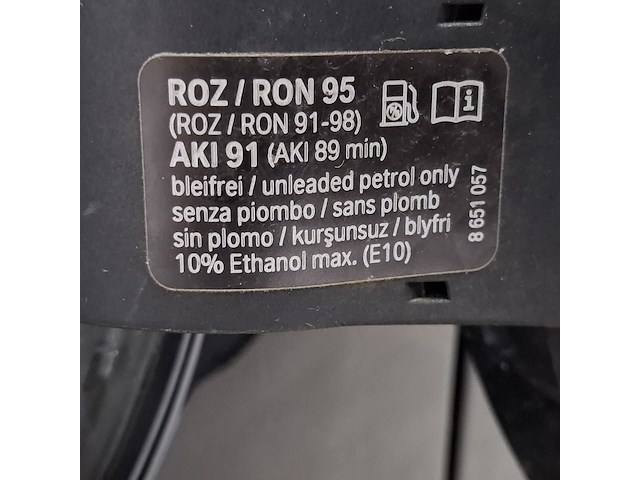 ROZ / RON 95
(ROZ / RON 91-98)
AKI 91 (AKI 89 min)
bleifrei / unleaded petrol only
senza piombo / sans plomb
sin plomo / kurşunsuz / blyfri
10% Ethanol max. (E10)
8 651 057